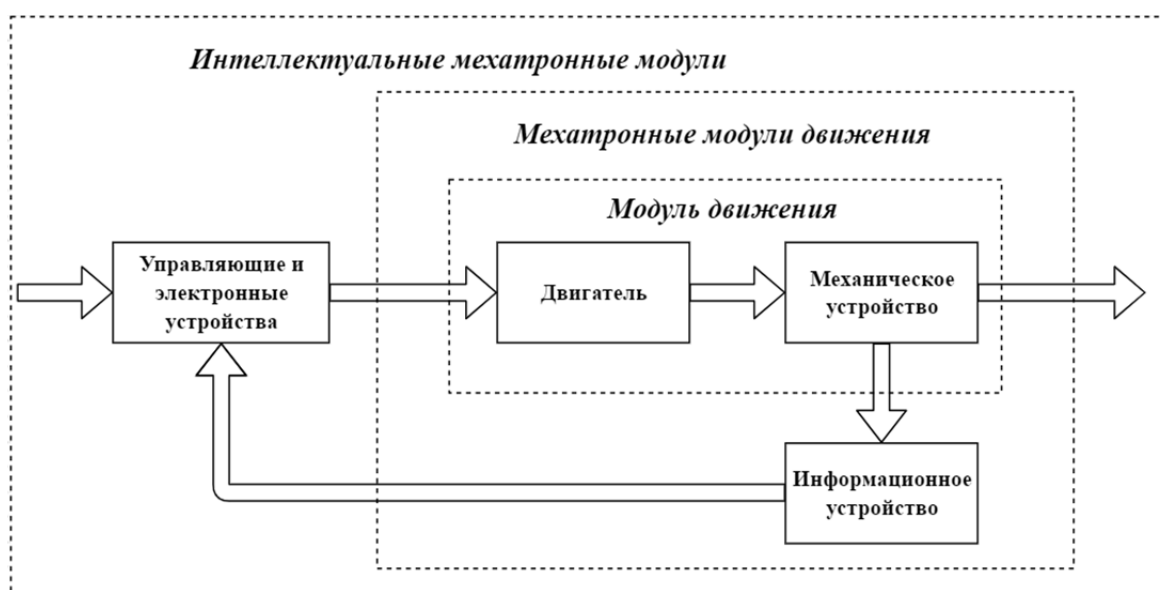 Интеллектуальные мехатронные модули
Мехатронные модули движения
Модуль движения
Управляющие и
электронные
устройства
Двигатель
Механическое
устройство
Информационное
устройство